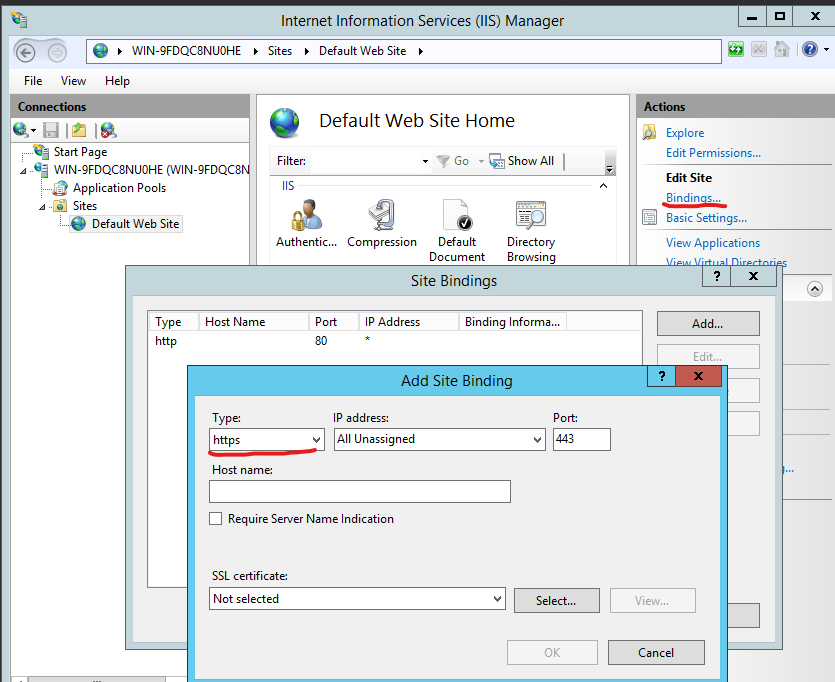 Internet Information Services (IIS) Manager
WIN-9FDQC8NU0HE Sites Default Web Site
File View Help
Connections
Start Page
WIN-9FDQC8NU0HE (WIN-9FDQC8N
Application Pools
Sites
Default Web Site
Default Web Site Home
Filter: Go Show All
IIS
Authentic... Compression Default Document Directory Browsing
Actions
Explore
Edit Permissions...
Edit Site
Bindings...
Basic Settings...
View Applications
View Virtual Directories
Site Bindings
? X
Type Host Name Port IP Address Binding Informa...
http 80 *
Add...
Edit...
Add Site Binding
? X
Type: IP address: Port:
https All Unassigned 443
Host name:
Require Server Name Indication
SSL certificate:
Not selected Select... View...
OK Cancel